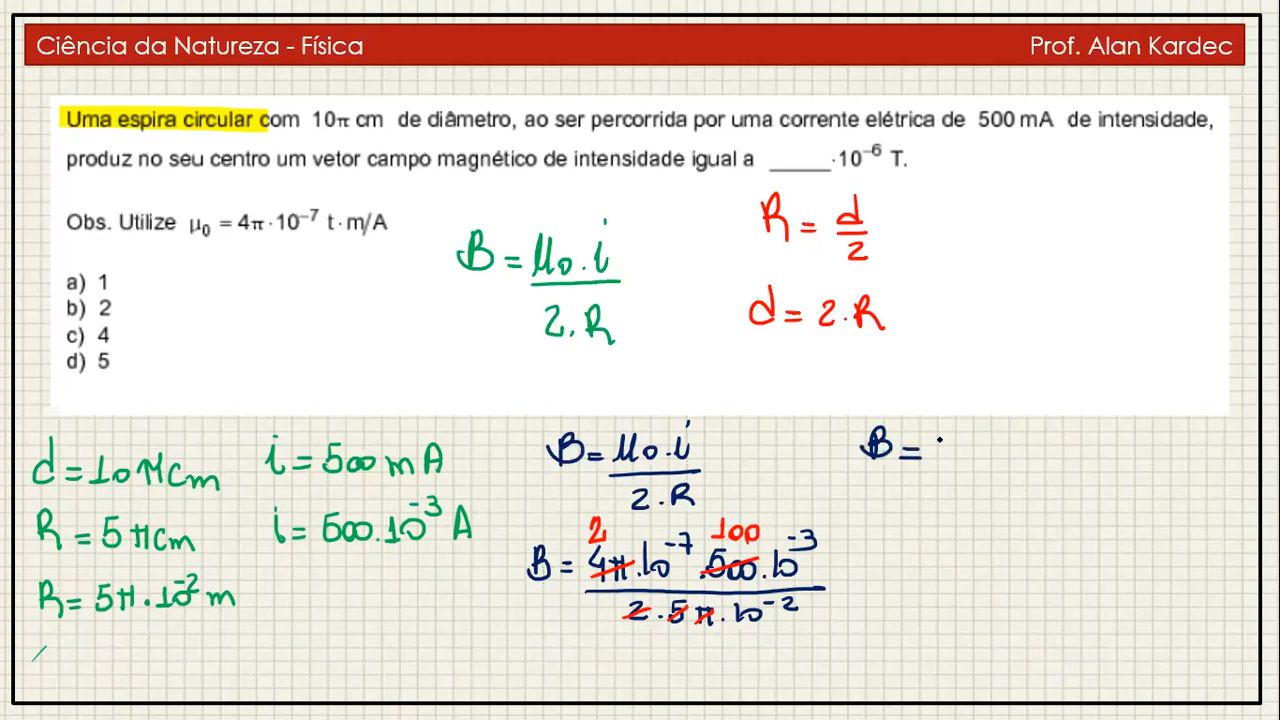 Ciência da Natureza - Física
Prof. Alan Kardec
Uma espira circular com 10π cm de diâmetro, ao ser percorrida por uma corrente elétrica de 500 mA de intensidade,
produz no seu centro um vetor campo magnético de intensidade igual a ______ ·10⁻⁶ T.
Obs. Utilize μ₀ = 4π·10⁻⁷ t·m/A
a) 1
b) 2
c) 4
d) 5
B = μ₀.i / 2.R
R = d/2
d = 2.R
d = 10πcm
R = 5πcm
R = 5π.10⁻² m
i = 500mA
i = 500.10⁻³ A
B = μ₀.i / 2.R
2 100
B = 4π.10⁻⁷.500.10⁻³ / 2.5π.10⁻²
B =